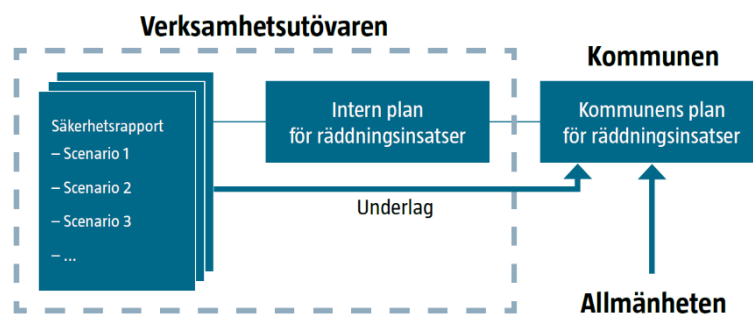 Verksamhetsutövaren
Kommunen
Säkerhetsrapport
– Scenario 1
– Scenario 2
– Scenario 3
– ...
Intern plan
för räddningsinsatser
Kommunens plan
för räddningsinsatser
Underlag
Allmänheten